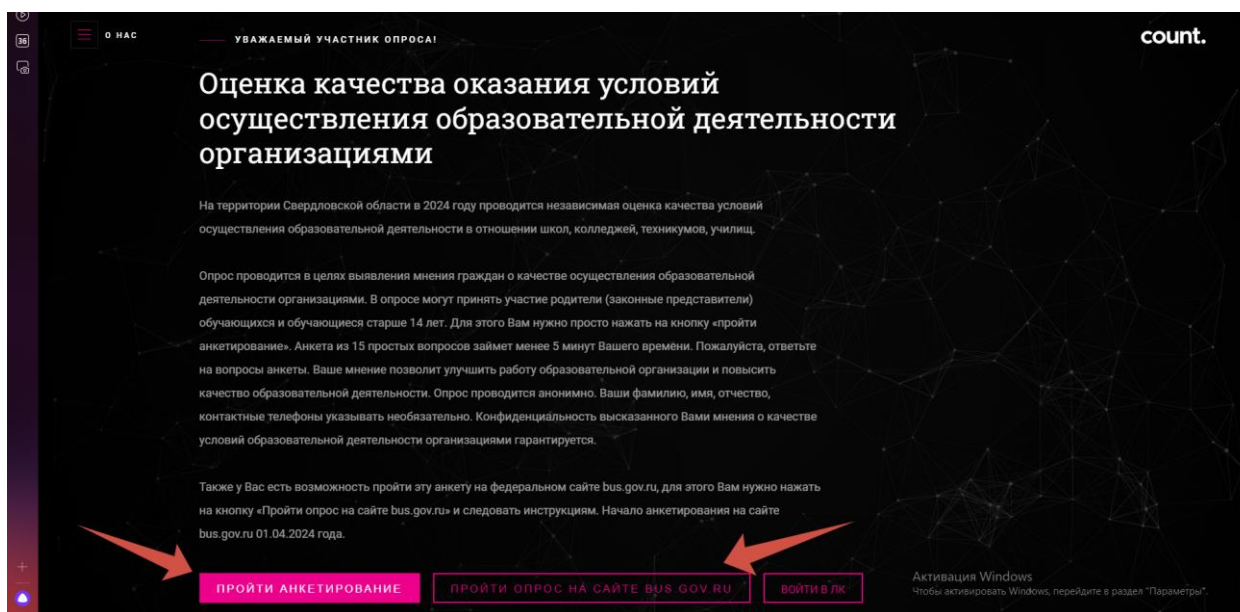 36
О НАС
УВАЖАЕМЫЙ УЧАСТНИК ОПРОСА!
count.
Оценка качества оказания условий
осуществления образовательной деятельности
организациями
На территории Свердловской области в 2024 году проводится независимая оценка качества условий
осуществления образовательной деятельности в отношении школ, колледжей, техникумов, училищ.
Опрос проводится в целях выявления мнения граждан о качестве осуществления образовательной
деятельности организациями. В опросе могут принять участие родители (законные представители)
обучающихся и обучающиеся старше 14 лет. Для этого Вам нужно просто нажать на кнопку «пройти
анкетирование». Анкета из 15 простых вопросов займет менее 5 минут Вашего времени. Пожалуйста, ответьте
на вопросы анкеты. Ваше мнение позволит улучшить работу образовательной организации и повысить
качество образовательной деятельности. Опрос проводится анонимно. Ваши фамилию, имя, отчество,
контактные телефоны указывать необязательно. Конфиденциальность высказанного Вами мнения о качестве
условий образовательной деятельности организациями гарантируется.
Также у Вас есть возможность пройти эту анкету на федеральном сайте bus.gov.ru, для этого Вам нужно нажать
на кнопку «Пройти опрос на сайте bus.gov.ru» и следовать инструкциям. Начало анкетирования на сайте
bus.gov.ru 01.04.2024 года.
ПРОЙТИ АНКЕТИРОВАНИЕ
ПРОЙТИ ОПРОС НА САЙТЕ BUS.GOV.RU
ВОЙТИ В ЛК
Активация Windows
Чтобы активировать Windows, перейдите в раздел "Параметры".